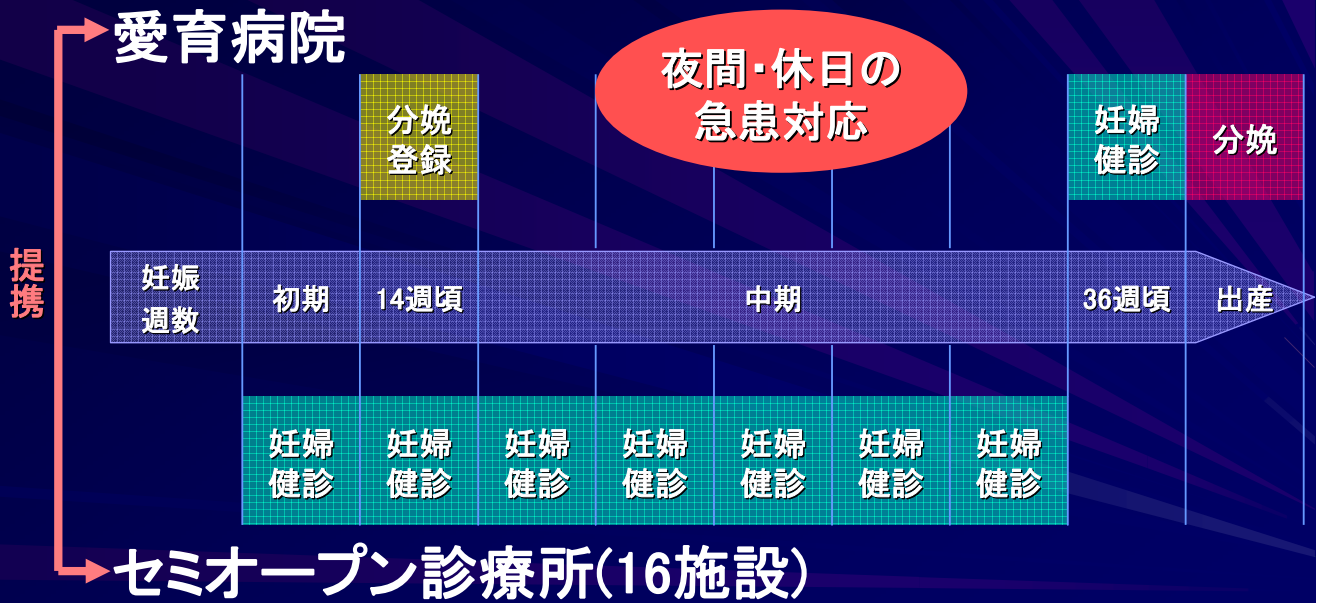 愛育病院
夜間・休日の
急患対応
分娩
登録
妊婦
健診
分娩
提携
妊娠
週数
初期
14週頃
中期
36週頃
出産
妊婦
健診
妊婦
健診
妊婦
健診
妊婦
健診
妊婦
健診
妊婦
健診
妊婦
健診
セミオープン診療所(16施設)